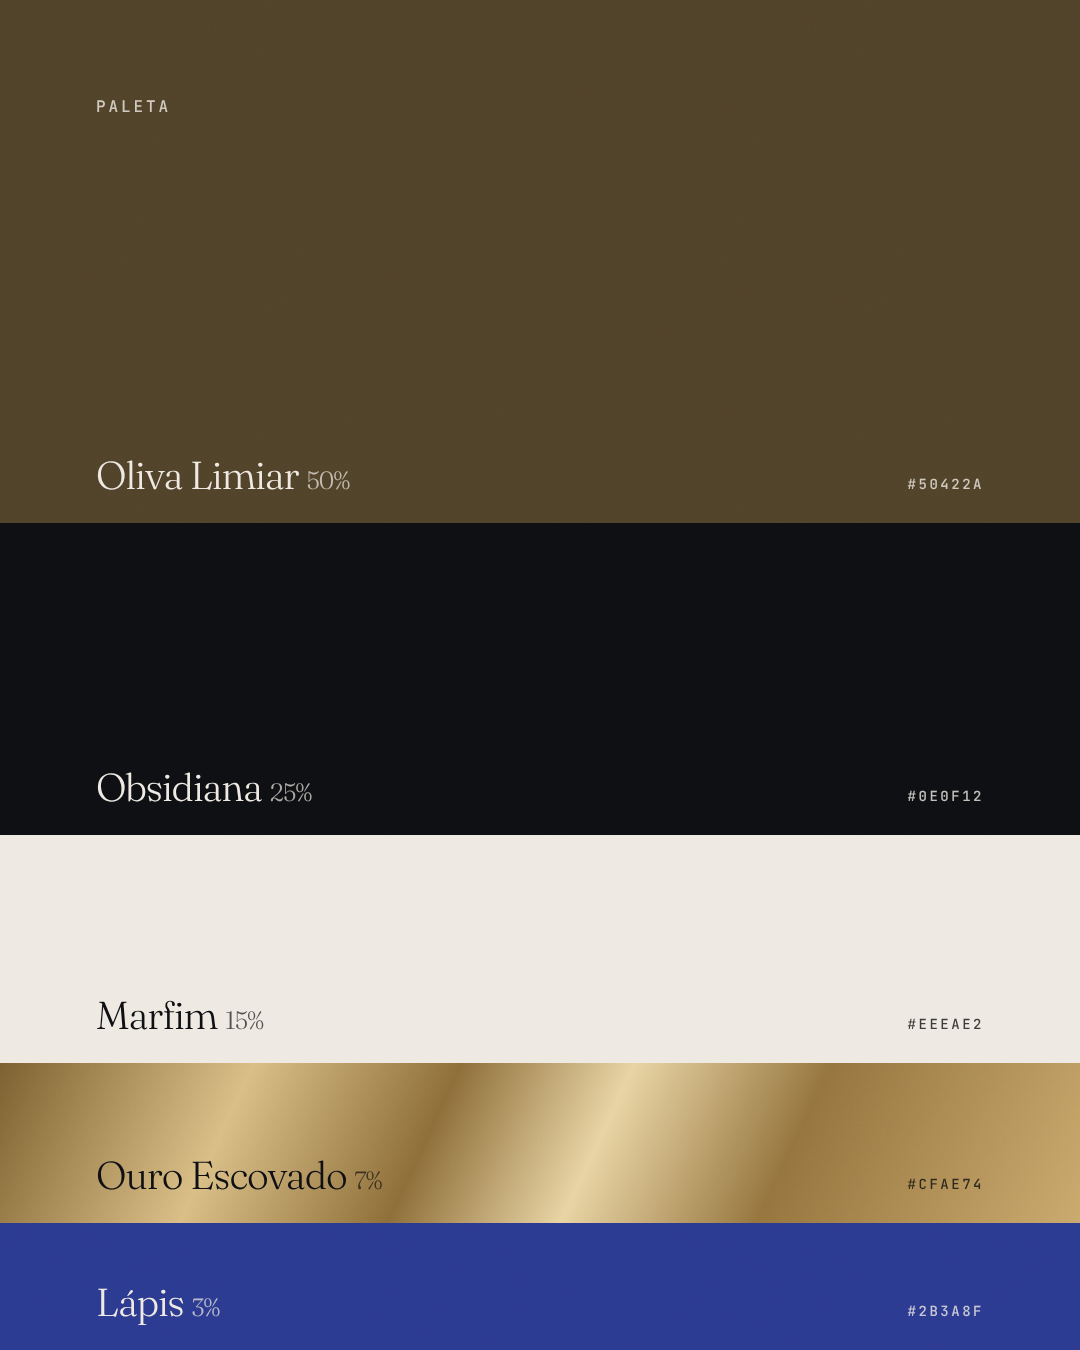 PALETA
Oliva Limiar 50% #50422A
Obsidiana 25% #0E0F12
Marfim 15% #EEEAE2
Ouro Escovado 7% #CFAE74
Lápis 3% #2B3A8F